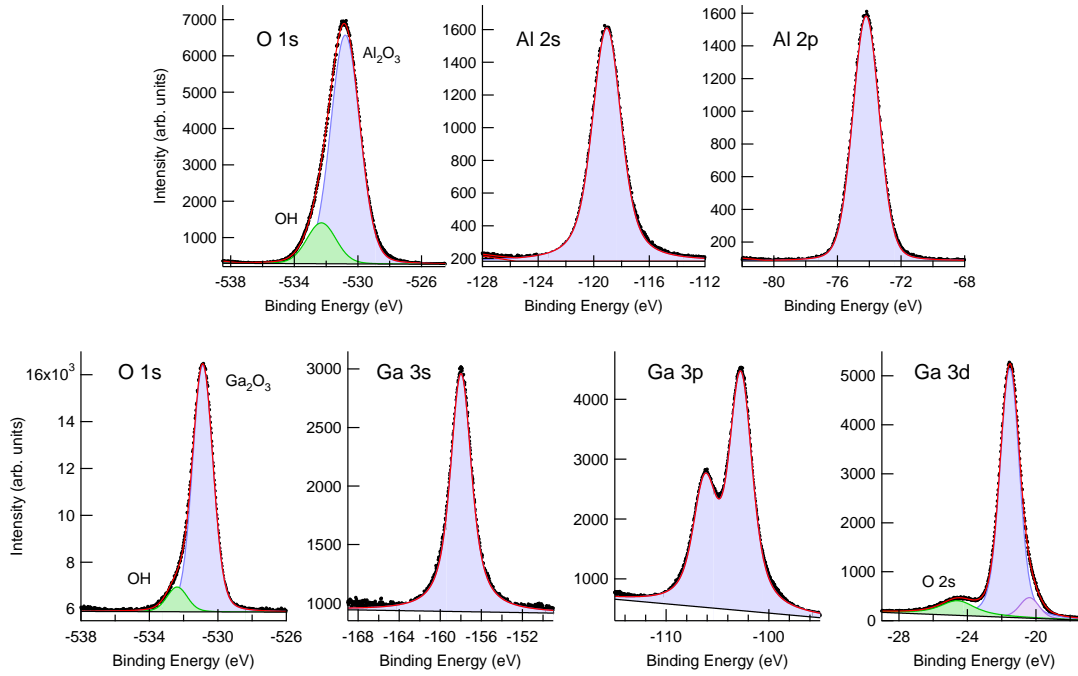 O 1s
Al₂O₃
OH
Intensity (arb. units)
7000
6000
5000
4000
3000
2000
1000
-538 -534 -530 -526
Binding Energy (eV)
Al 2s
1800
1600
1400
1200
1000
800
600
400
200
-128 -124 -120 -116 -112
Binding Energy (eV)
Al 2p
1600
1400
1200
1000
800
600
400
200
-80 -76 -72 -68
Binding Energy (eV)
O 1s
Ga₂O₃
OH
Intensity (arb. units)
16x10³
14
12
10
8
6
-538 -534 -530 -526
Binding Energy (eV)
Ga 3s
3000
2500
2000
1500
1000
-168 -164 -160 -156 -152
Binding Energy (eV)
Ga 3p
4000
3000
2000
1000
-110 -100
Binding Energy (eV)
Ga 3d
O 2s
5000
4000
3000
2000
1000
0
-28 -24 -20
Binding Energy (eV)